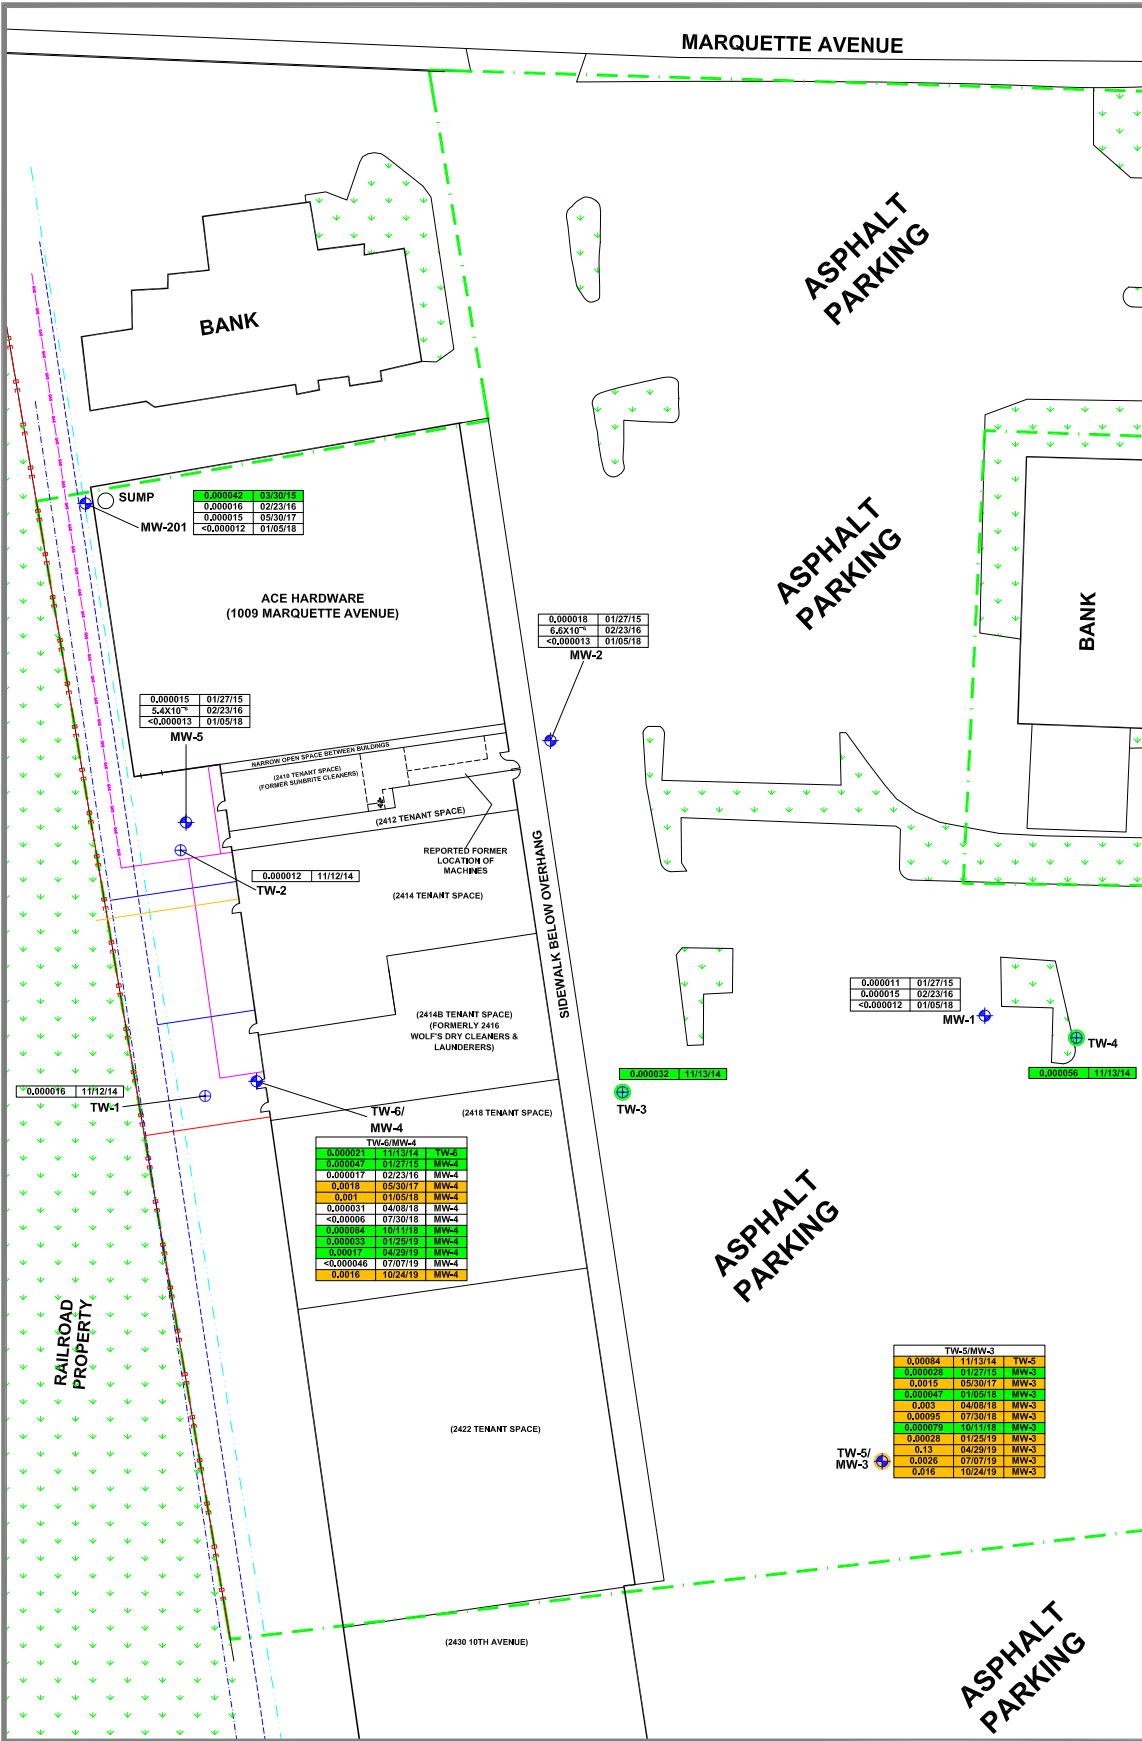 MARQUETTE AVENUE
ASPHALT
PARKING
BANK
SUMP
MW-201
0.000042 03/30/15
0.000016 02/23/16
0.000015 05/30/17
<0.000012 01/05/18
ASPHALT
PARKING
ACE HARDWARE
(1009 MARQUETTE AVENUE)
BANK
0.000018 01/27/15
6.6X10⁻⁶ 02/23/16
<0.000013 01/05/18
MW-2
0.000015 01/27/15
5.4X10⁻⁶ 02/23/16
<0.000013 01/05/18
MW-5
NARROW OPEN SPACE BETWEEN BUILDINGS
(2410 TENANT SPACE)
(FORMER SUNBRITE CLEANERS)
(2412 TENANT SPACE)
REPORTED FORMER
LOCATION OF
MACHINES
0.000012 11/12/14
TW-2
(2414 TENANT SPACE)
SIDEWALK BELOW OVERHANG
0.000011 01/27/15
0.000015 02/23/16
<0.000012 01/05/18
MW-1
(2414B TENANT SPACE)
(FORMERLY 2416
WOLF'S DRY CLEANERS &
LAUNDERERS)
TW-4
0.000056 11/13/14
0.000032 11/13/14
TW-3
0.000016 11/12/14
TW-1
TW-6/
MW-4
(2418 TENANT SPACE)
TW-6/MW-4
0.000021 11/13/14 TW-6
0.000047 01/27/15 MW-4
0.000017 02/23/16 MW-4
0.0018 05/30/17 MW-4
0.001 01/05/18 MW-4
0.000031 04/08/18 MW-4
<0.00006 07/30/18 MW-4
0.000084 10/11/18 MW-4
0.000033 01/25/19 MW-4
0.00017 04/29/19 MW-4
<0.000046 07/07/19 MW-4
0.0016 10/24/19 MW-4
ASPHALT
PARKING
RAILROAD
PROPERTY
TW-5/MW-3
0.00084 11/13/14 TW-5
0.000028 01/27/15 MW-3
0.0015 05/30/17 MW-3
0.000047 01/05/18 MW-3
0.003 04/08/18 MW-3
0.00095 07/30/18 MW-3
0.000079 10/11/18 MW-3
0.00028 01/25/19 MW-3
0.13 04/29/19 MW-3
0.0026 07/07/19 MW-3
0.016 10/24/19 MW-3
TW-5/
MW-3
(2422 TENANT SPACE)
(2430 10TH AVENUE)
ASPHALT
PARKING